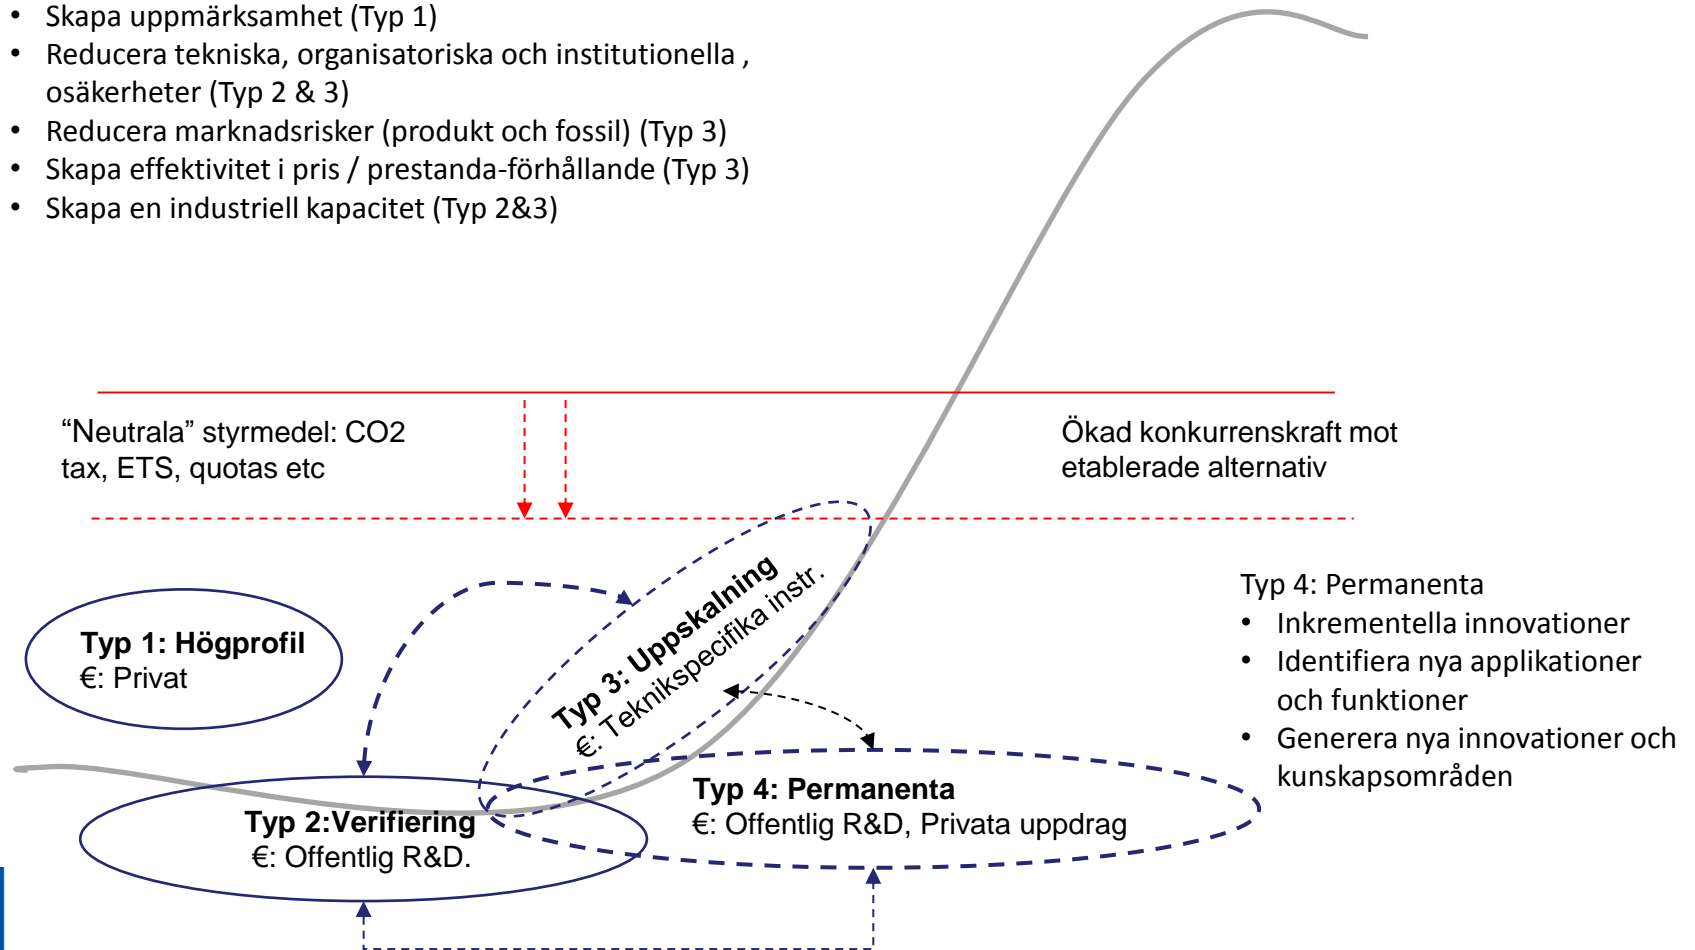 • Skapa uppmärksamhet (Typ 1)
• Reducera tekniska, organisatoriska och institutionella ,
osäkerheter (Typ 2 & 3)
• Reducera marknadsrisker (produkt och fossil) (Typ 3)
• Skapa effektivitet i pris / prestanda-förhållande (Typ 3)
• Skapa en industriell kapacitet (Typ 2&3)
“Neutrala” styrmedel: CO2
tax, ETS, quotas etc
Ökad konkurrenskraft mot
etablerade alternativ
Typ 1: Högprofil
€: Privat
Typ 3: Uppskalning
€: Teknikspecifika instr.
Typ 2:Verifiering
€: Offentlig R&D.
Typ 4: Permanenta
€: Offentlig R&D, Privata uppdrag
Typ 4: Permanenta
• Inkrementella innovationer
• Identifiera nya applikationer
och funktioner
• Generera nya innovationer och
kunskapsområden